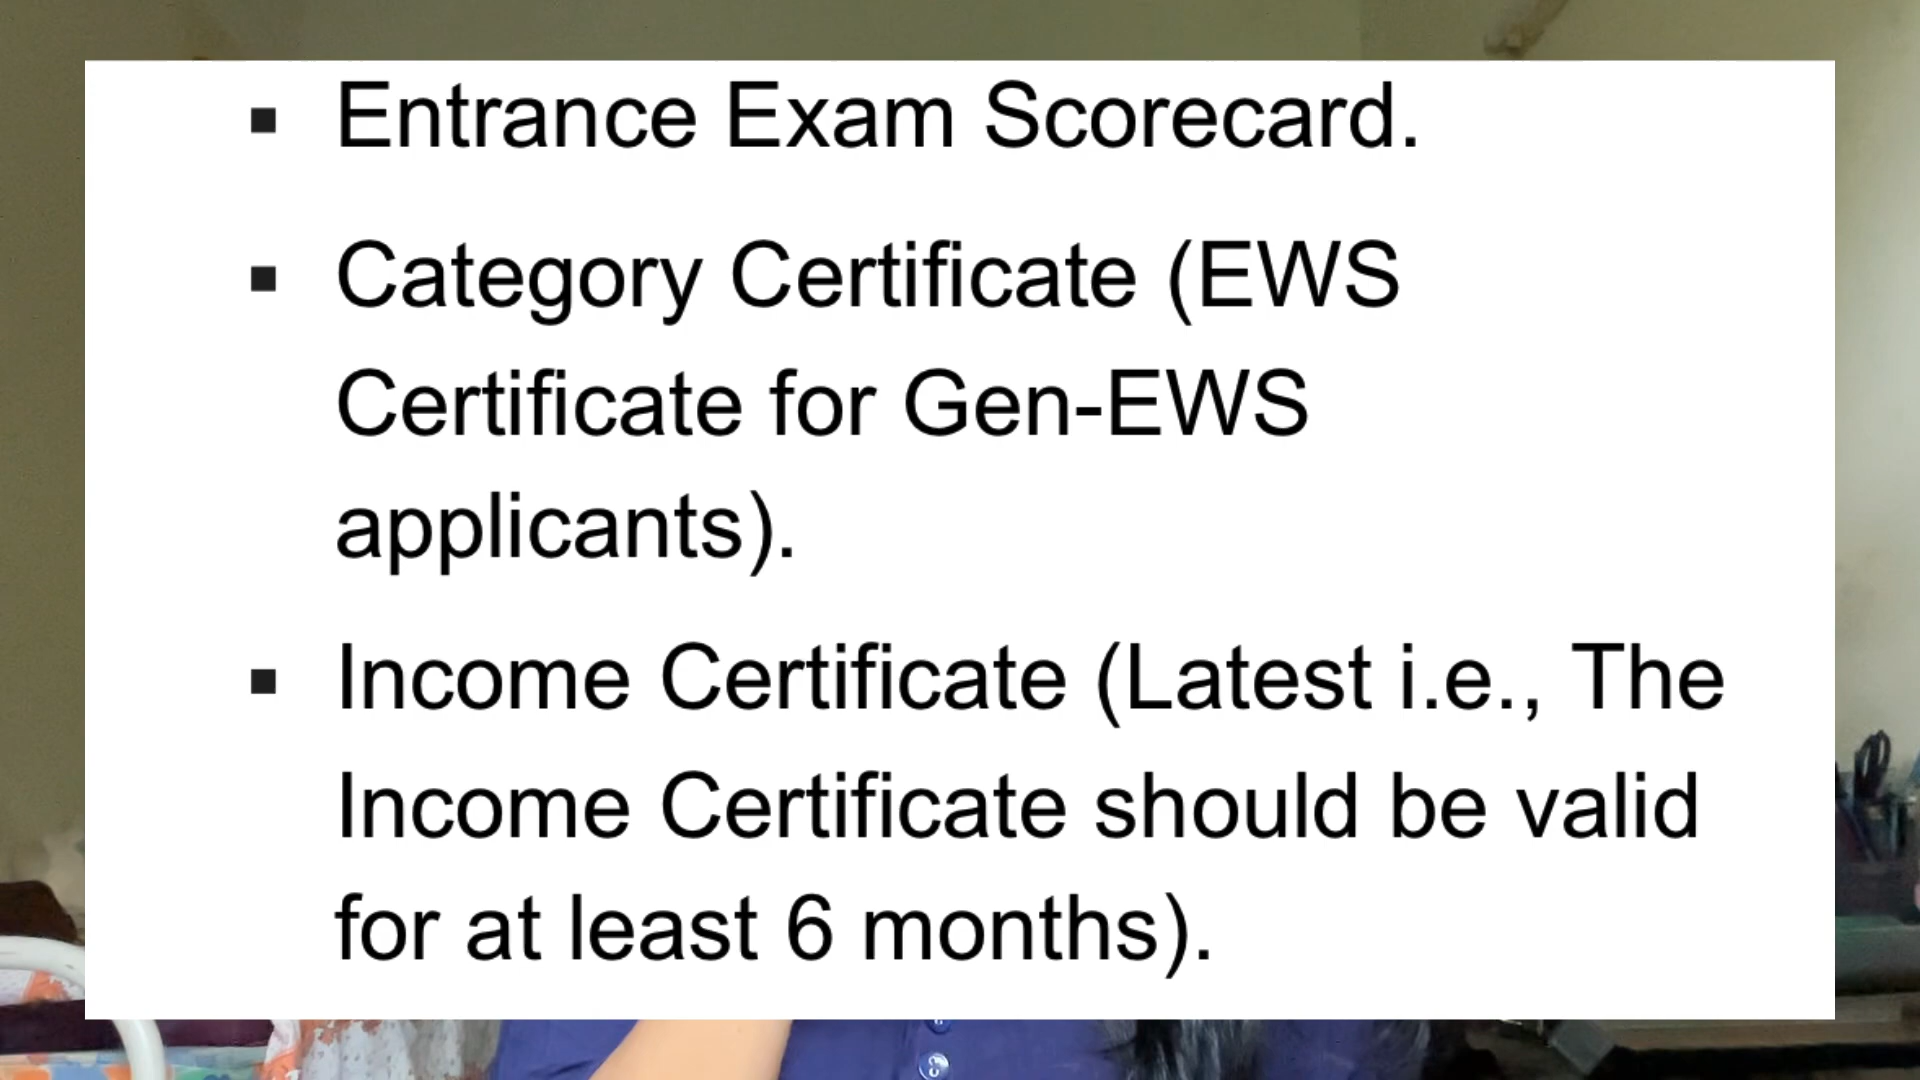 ▪ Entrance Exam Scorecard.
▪ Category Certificate (EWS
Certificate for Gen-EWS
applicants).
▪ Income Certificate (Latest i.e., The
Income Certificate should be valid
for at least 6 months).